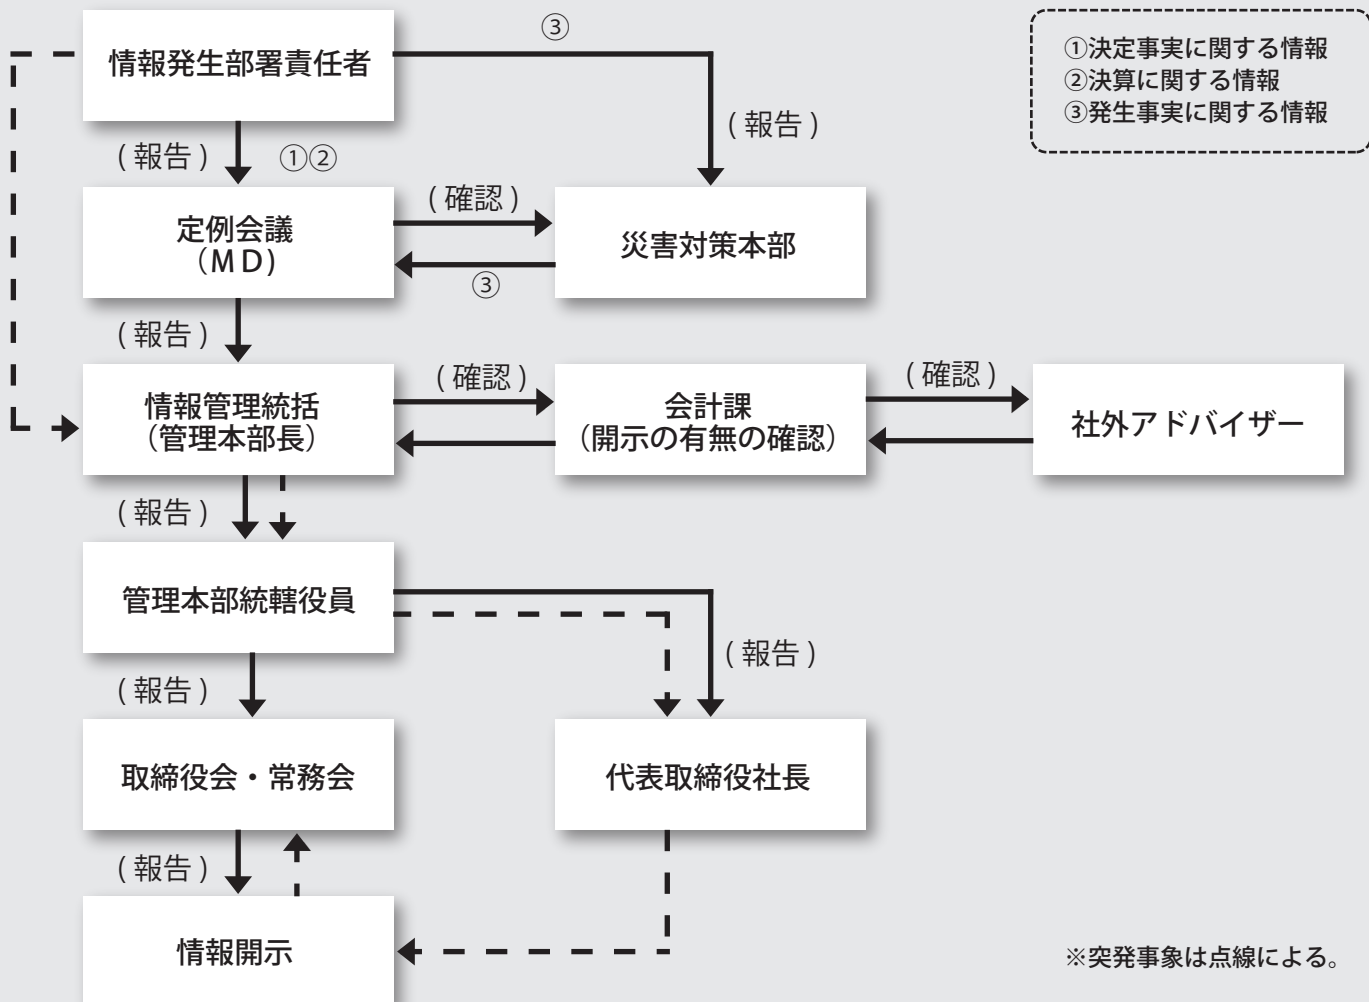 情報発生部署責任者
③
①決定事実に関する情報
②決算に関する情報
③発生事実に関する情報
(報告)
(報告)
①②
定例会議
（ＭＤ）
(確認)
③
災害対策本部
(報告)
情報管理統括
（管理本部長）
(確認)
会計課
（開示の有無の確認）
(確認)
社外アドバイザー
(報告)
管理本部統轄役員
(報告)
(報告)
取締役会・常務会
代表取締役社長
(報告)
情報開示
※突発事象は点線による。